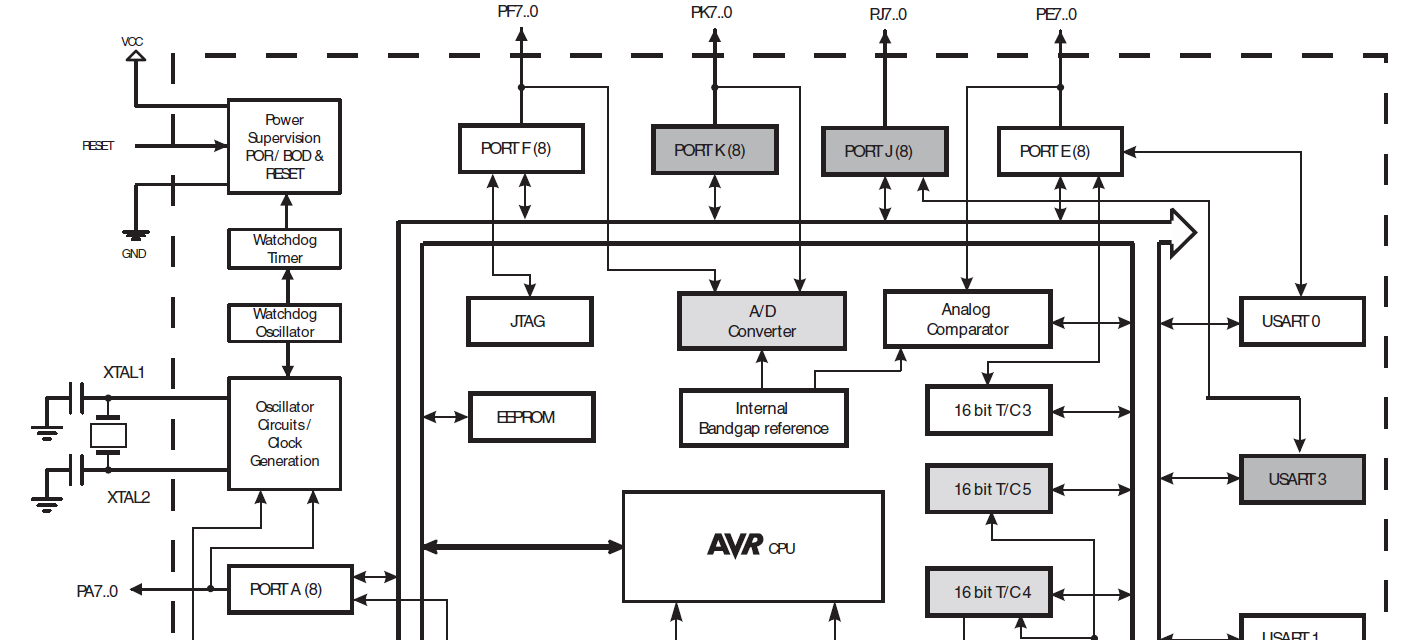 PF7..0
PK7..0
PJ7..0
PE7..0
VCC
RESET
GND
Power
Supervision
POR / BOD &
RESET
PORT F (8)
PORT K (8)
PORT J (8)
PORT E (8)
Watchdog
Timer
Watchdog
Oscillator
JTAG
A/D
Converter
Analog
Comparator
USART 0
XTAL1
XTAL2
Oscillator
Circuits /
Clock
Generation
EEPROM
Internal
Bandgap reference
16 bit T/C 3
16 bit T/C 5
USART 3
AVR CPU
PA7..0
PORT A (8)
16 bit T/C 4
USART 1